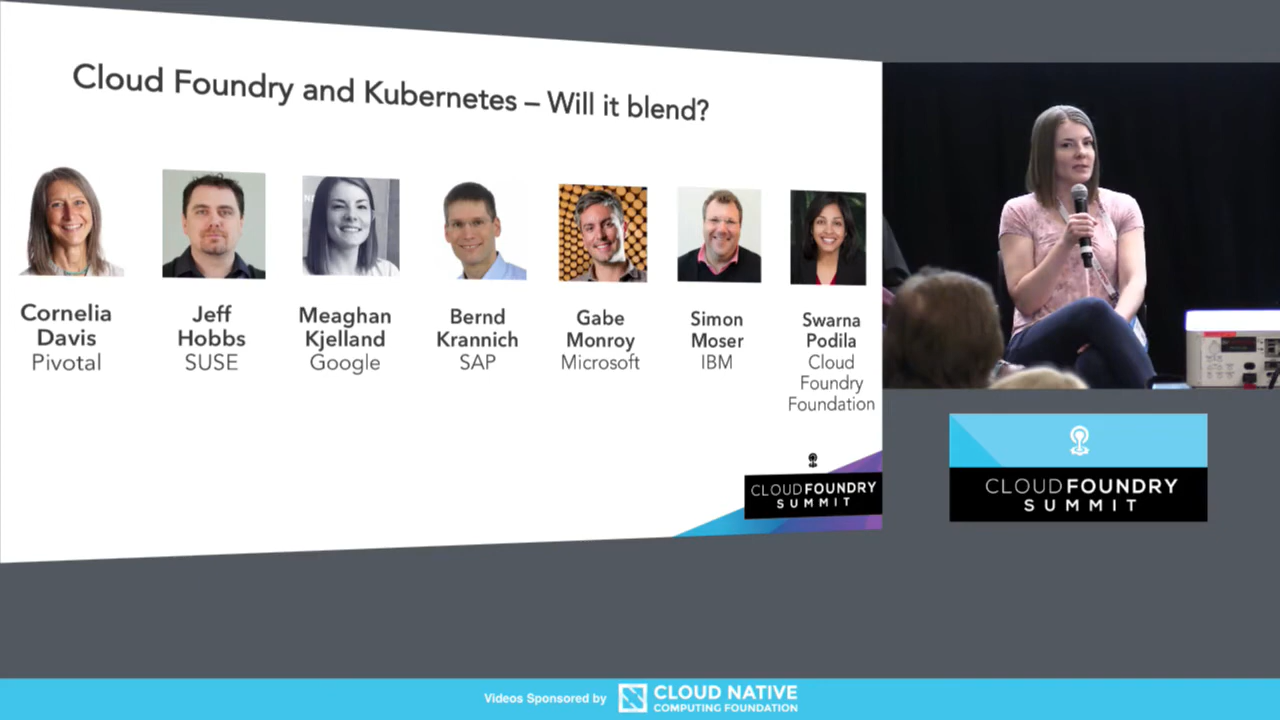 Cloud Foundry and Kubernetes – Will it blend?
Cornelia
Davis
Pivotal
Jeff
Hobbs
SUSE
Meaghan
Kjelland
Google
Bernd
Krannich
SAP
Gabe
Monroy
Microsoft
Simon
Moser
IBM
Swarna
Podila
Cloud
Foundry
Foundation
CLOUDFOUNDRY
SUMMIT
CLOUDFOUNDRY
SUMMIT
Videos Sponsored by
CLOUD NATIVE
COMPUTING FOUNDATION